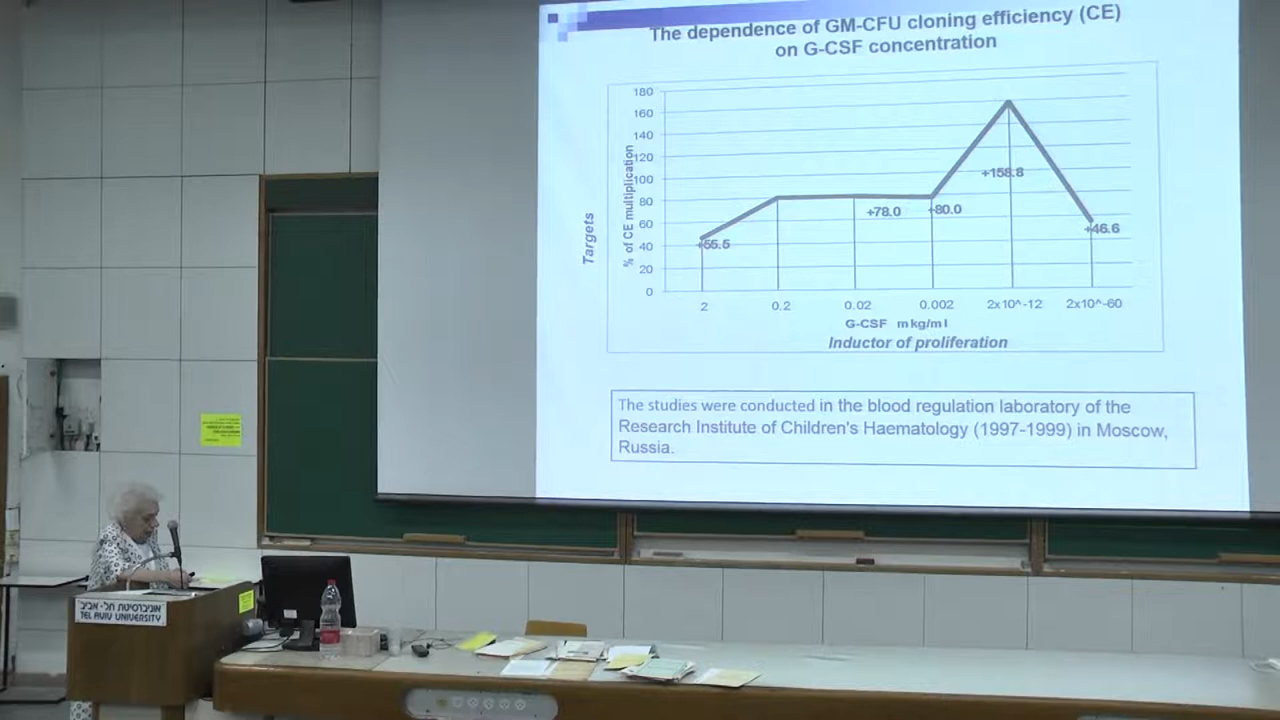 The dependence of GM-CFU cloning efficiency (CE)
on G-CSF concentration
180
160
140
120
100
80
60
40
20
0
Targets
% of CE multiplication
+55.5
+78.0
+80.0
+158.8
+46.6
2
0.2
0.02
0.002
2x10^-12
2x10^-60
G-CSF mkg/ml
Inductor of proliferation
The studies were conducted in the blood regulation laboratory of the
Research Institute of Children's Haematology (1997-1999) in Moscow,
Russia.
אוניברסיטת תל-אביב
TEL AVIV UNIVERSITY